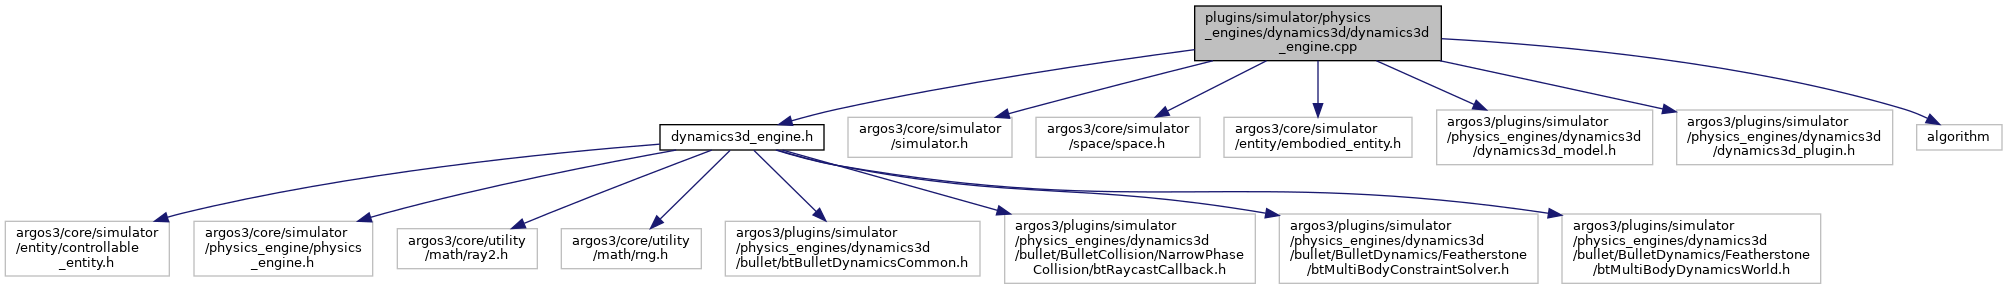 plugins/simulator/physics
_engines/dynamics3d/dynamics3d
_engine.cpp
dynamics3d_engine.h
argos3/core/simulator
/simulator.h
argos3/core/simulator
/space/space.h
argos3/core/simulator
/entity/embodied_entity.h
argos3/plugins/simulator
/physics_engines/dynamics3d
/dynamics3d_model.h
argos3/plugins/simulator
/physics_engines/dynamics3d
/dynamics3d_plugin.h
algorithm
argos3/core/simulator
/entity/controllable
_entity.h
argos3/core/simulator
/physics_engine/physics
_engine.h
argos3/core/utility
/math/ray2.h
argos3/core/utility
/math/rng.h
argos3/plugins/simulator
/physics_engines/dynamics3d
/bullet/btBulletDynamicsCommon.h
argos3/plugins/simulator
/physics_engines/dynamics3d
/bullet/BulletCollision/NarrowPhase
Collision/btRaycastCallback.h
argos3/plugins/simulator
/physics_engines/dynamics3d
/bullet/BulletDynamics/Featherstone
/btMultiBodyConstraintSolver.h
argos3/plugins/simulator
/physics_engines/dynamics3d
/bullet/BulletDynamics/Featherstone
/btMultiBodyDynamicsWorld.h